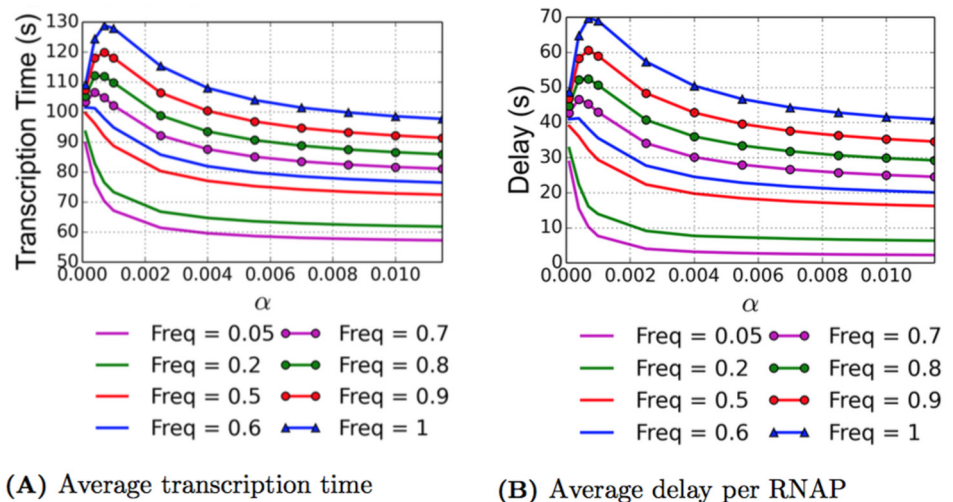 Transcription Time (s)
130
120
110
100
90
80
70
60
50
0.000 0.002 0.004 0.006 0.008 0.010
α
Freq = 0.05 Freq = 0.7
Freq = 0.2 Freq = 0.8
Freq = 0.5 Freq = 0.9
Freq = 0.6 Freq = 1
(A) Average transcription time
Delay (s)
70
60
50
40
30
20
10
0
0.000 0.002 0.004 0.006 0.008 0.010
α
Freq = 0.05 Freq = 0.7
Freq = 0.2 Freq = 0.8
Freq = 0.5 Freq = 0.9
Freq = 0.6 Freq = 1
(B) Average delay per RNAP